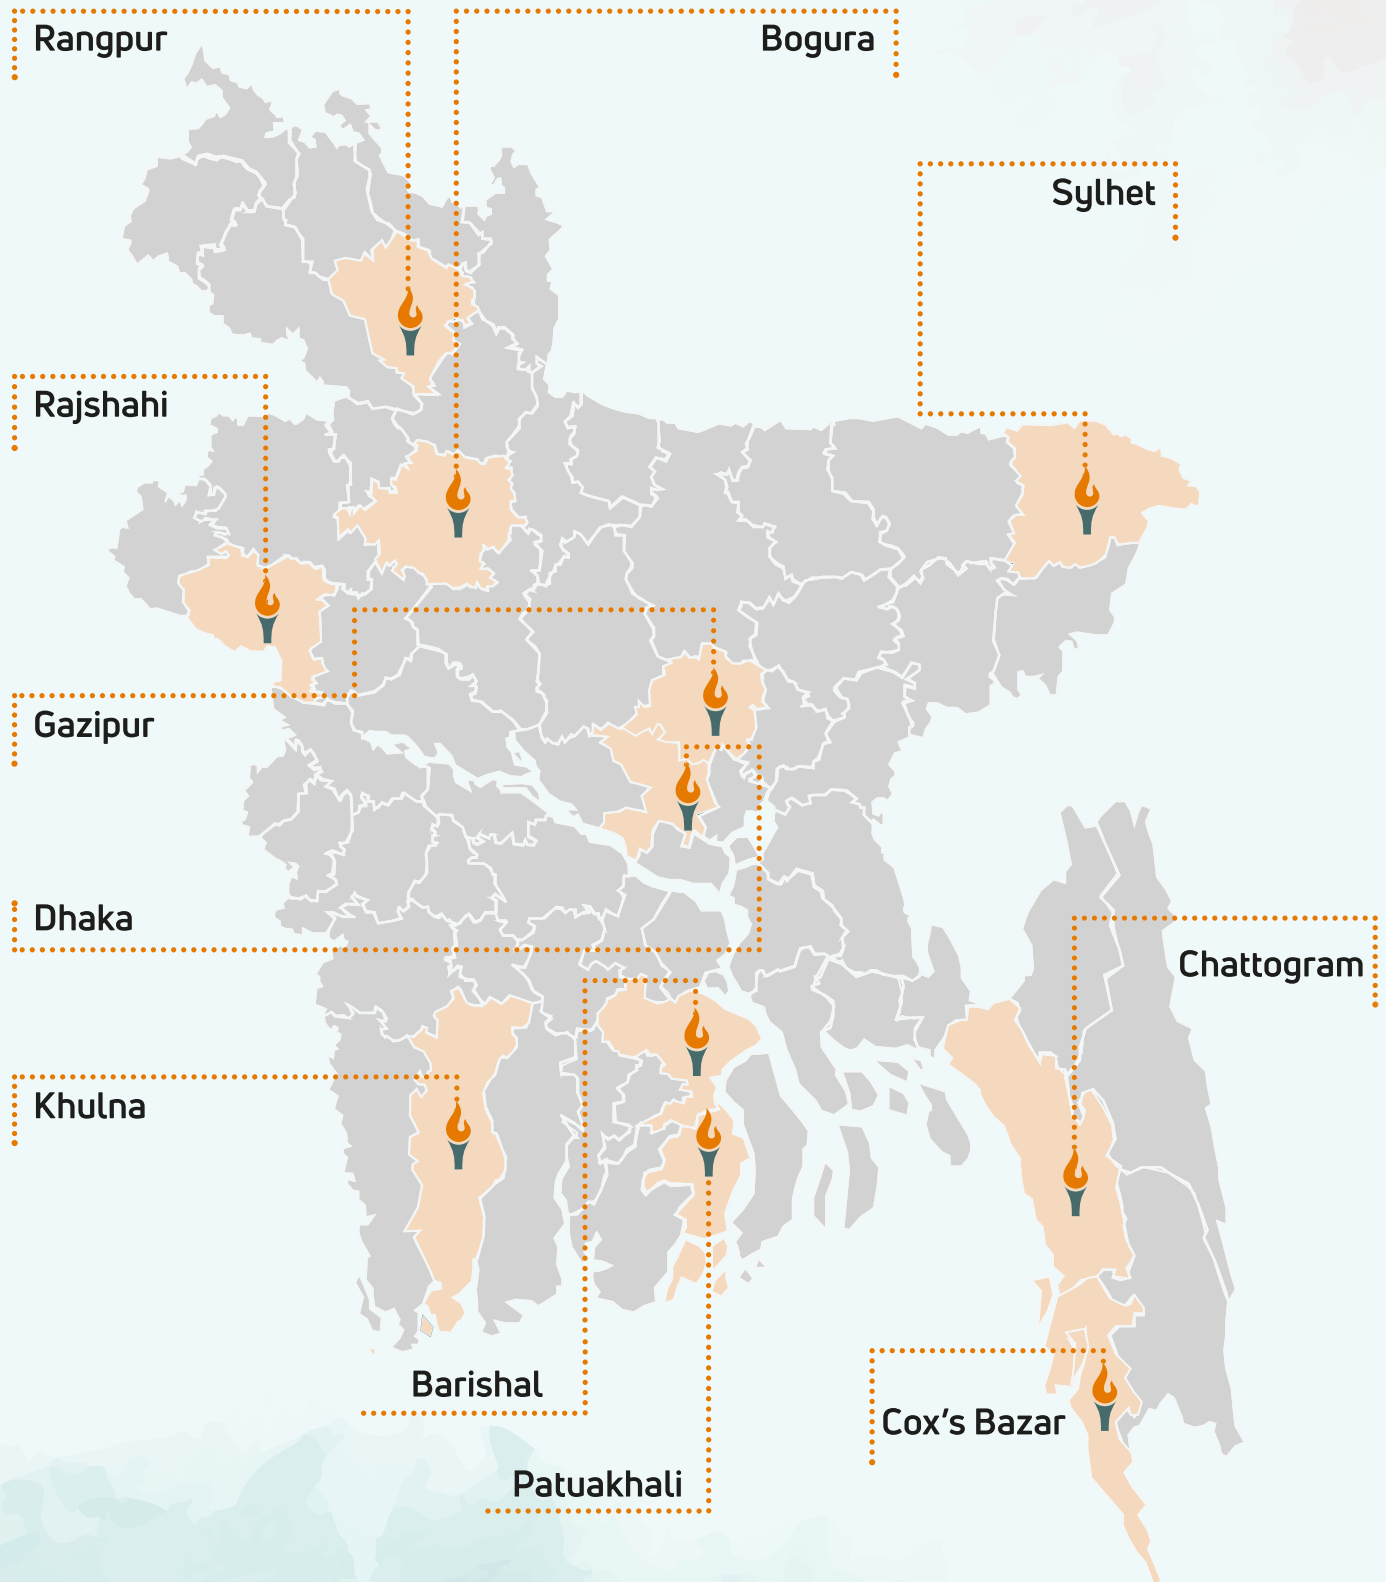 Rangpur
Bogura
Sylhet
Rajshahi
Gazipur
Dhaka
Chattogram
Khulna
Barishal
Cox’s Bazar
Patuakhali